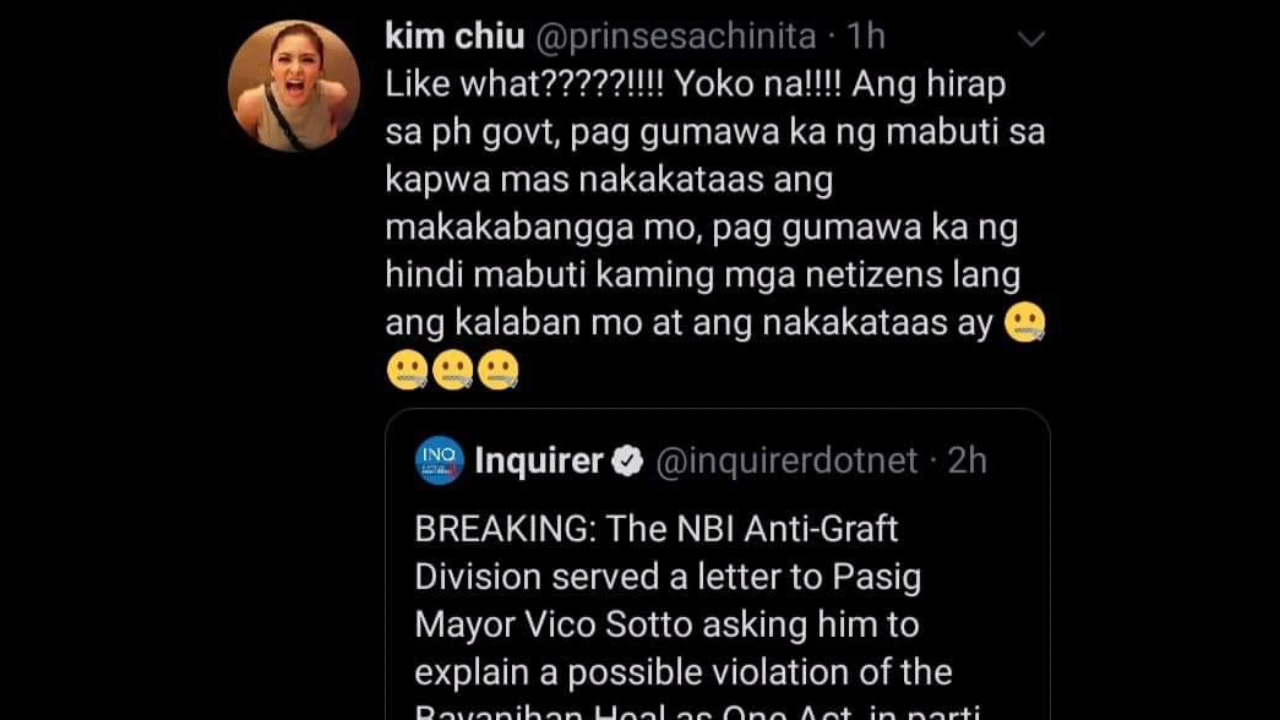 kim chiu @prinsesachinita · 1h
Like what?????!!!! Yoko na!!!! Ang hirap
sa ph govt, pag gumawa ka ng mabuti sa
kapwa mas nakakataas ang
makakabangga mo, pag gumawa ka ng
hindi mabuti kaming mga netizens lang
ang kalaban mo at ang nakakataas ay 🤐
🤐🤐🤐
INQ
Inquirer @inquirerdotnet · 2h
BREAKING: The NBI Anti-Graft
Division served a letter to Pasig
Mayor Vico Sotto asking him to
explain a possible violation of the
Bayanihan Heal as One Act, in parti